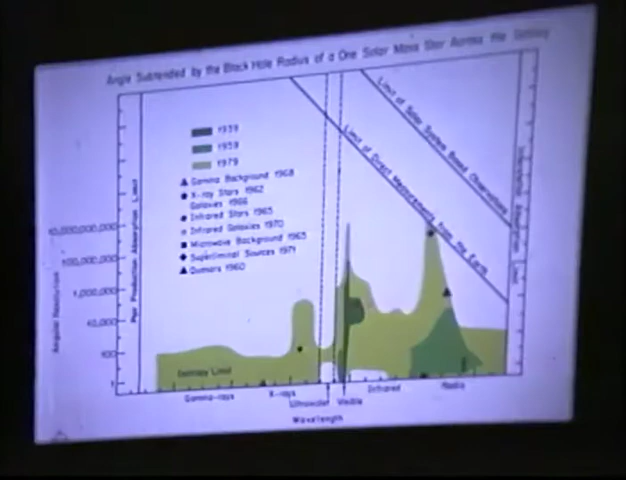 Angle Subtended by the Black Hole Radius of a One Solar Mass Star Across the
1939
1959
1979
Gamma Background 1968
X-ray Stars 1962
Galaxies 1966
Infrared Stars 1965
Infrared Galaxies 1970
Microwave Background 1965
Superluminal Sources 1971
Quasars 1960
Limit of Solar System Based Observations
Limit of Direct Measurements from the Earth
Pair Production Absorption Limit
Angular Resolution
10,000,000,000
100,000,000
1,000,000
10,000
100
1
Isotropy Limit
Gamma-rays
X-rays
Ultraviolet
Visible
Infrared
Radio
Wavelength